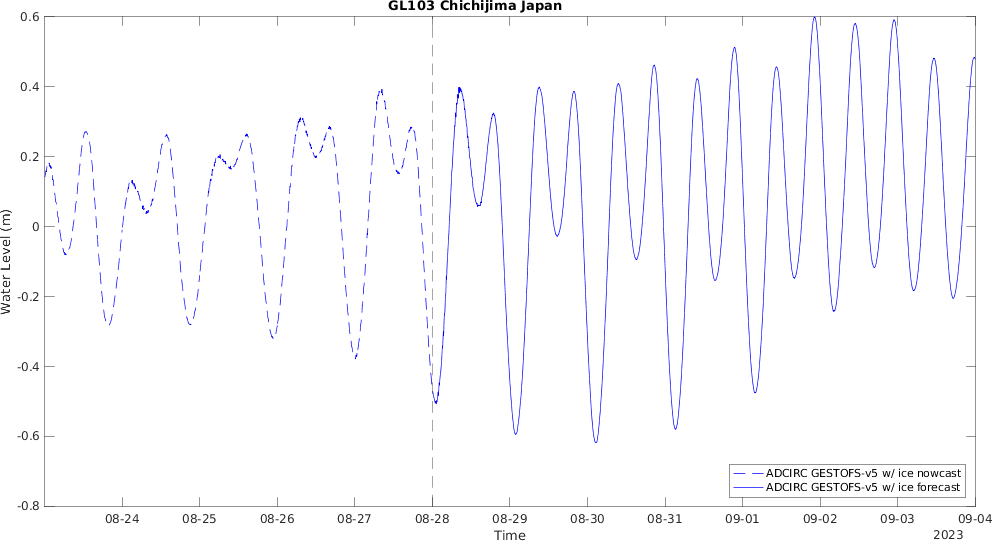 GL103 Chichijima Japan
Water Level (m)
0.6
0.4
0.2
0
-0.2
-0.4
-0.6
-0.8
ADCIRC GESTOFS-v5 w/ ice nowcast
ADCIRC GESTOFS-v5 w/ ice forecast
08-24 08-25 08-26 08-27 08-28 08-29 08-30 08-31 09-01 09-02 09-03 09-04
Time
2023